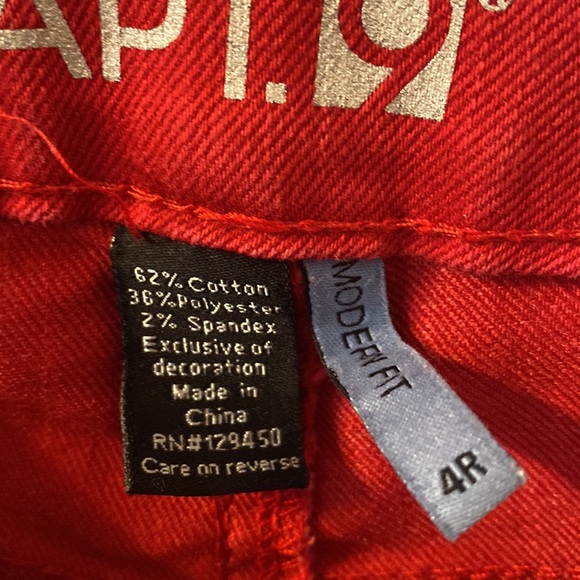 APT. 9®
62% Cotton
36% Polyester
2% Spandex
Exclusive of
decoration
Made in
China
RN#129450
Care on reverse
MODERN FIT
4R